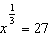 x^{1/3} = 27